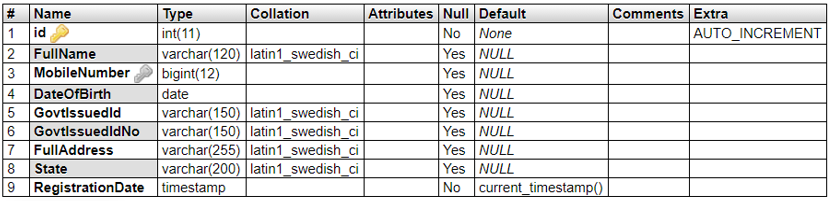 # Name Type Collation Attributes Null Default Comments Extra
1 id int(11) No None AUTO_INCREMENT
2 FullName varchar(120) latin1_swedish_ci Yes NULL
3 MobileNumber bigint(12) Yes NULL
4 DateOfBirth date Yes NULL
5 GovtIssuedId varchar(150) latin1_swedish_ci Yes NULL
6 GovtIssuedIdNo varchar(150) latin1_swedish_ci Yes NULL
7 FullAddress varchar(255) latin1_swedish_ci Yes NULL
8 State varchar(200) latin1_swedish_ci Yes NULL
9 RegistrationDate timestamp No current_timestamp()